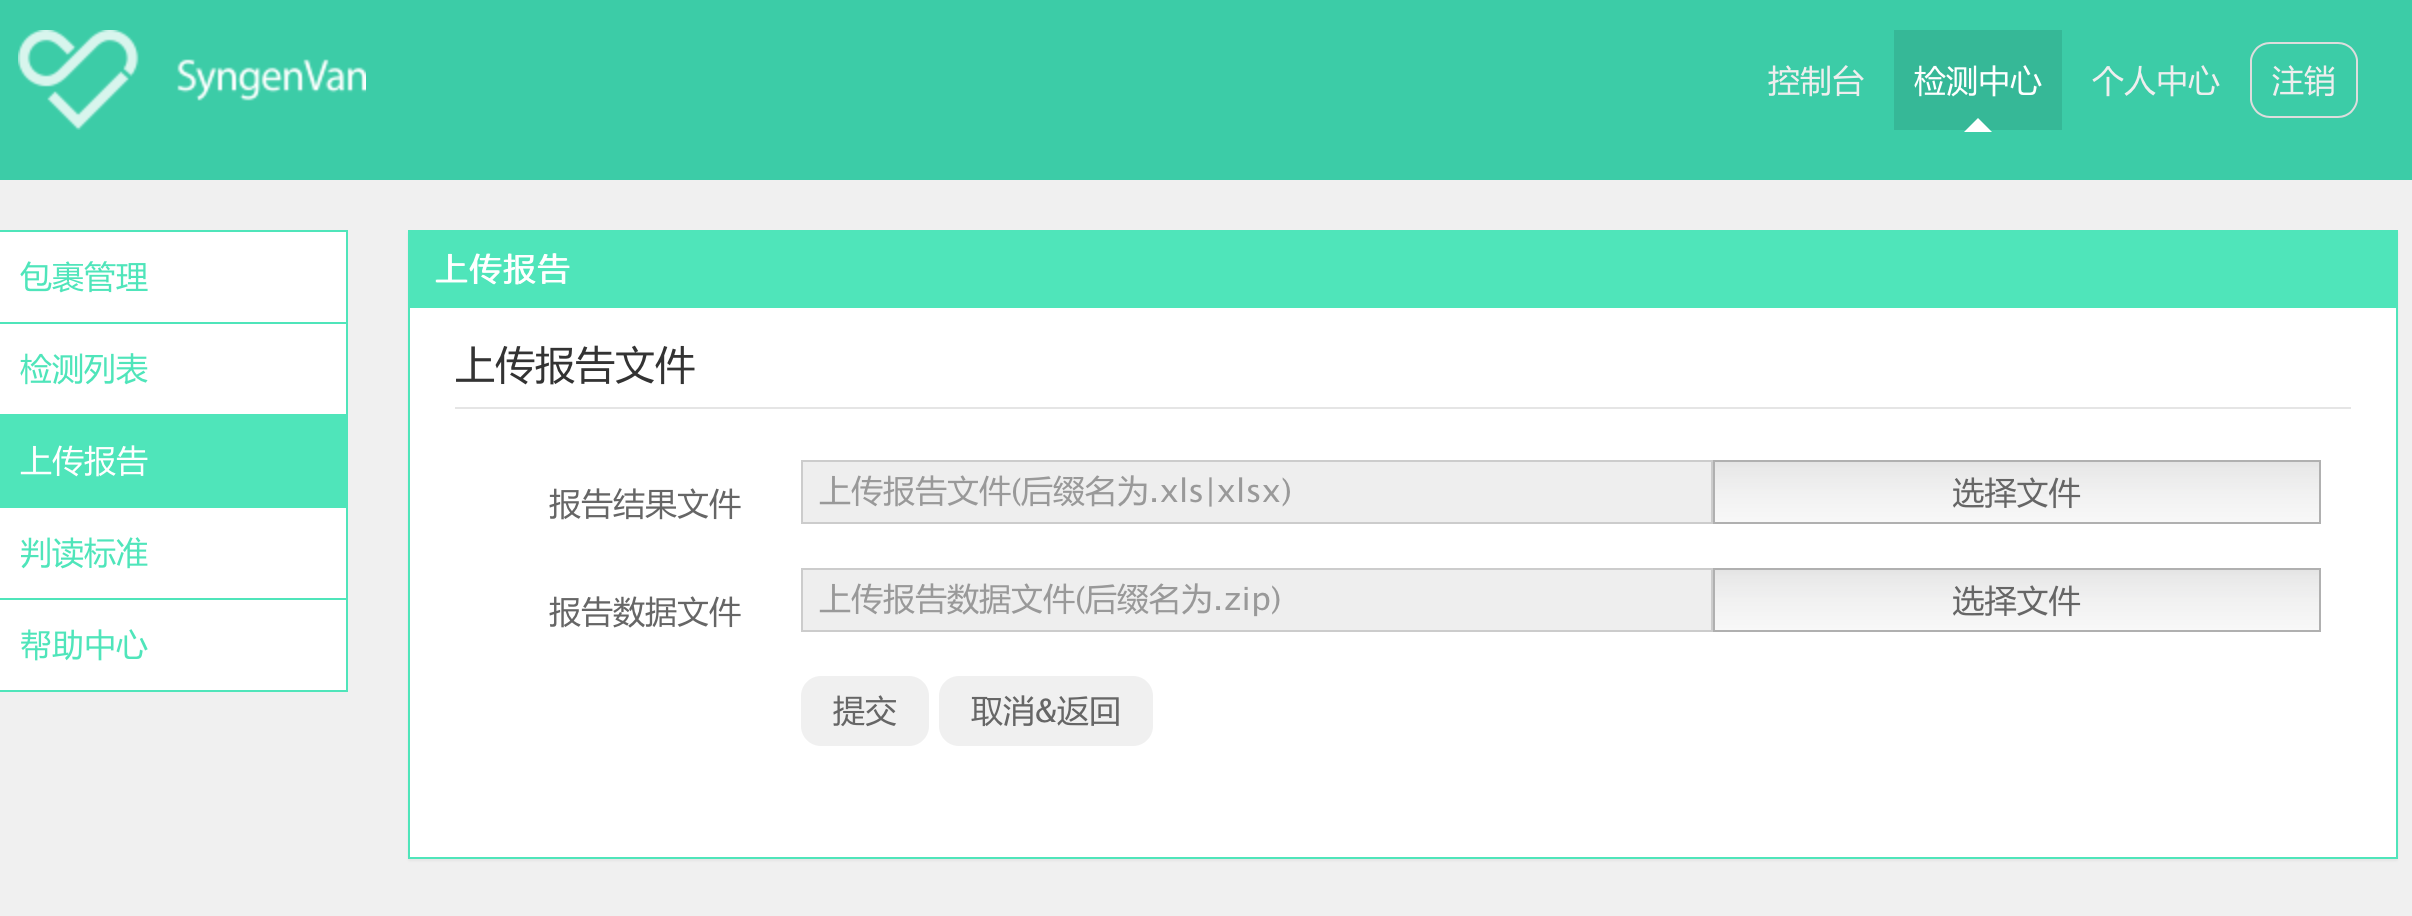 SyngenVan
控制台
检测中心
个人中心
注销
包裹管理
检测列表
上传报告
判读标准
帮助中心
上传报告
上传报告文件
报告结果文件
上传报告文件(后缀名为.xls|xlsx)
选择文件
报告数据文件
上传报告数据文件(后缀名为.zip)
选择文件
提交
取消&返回